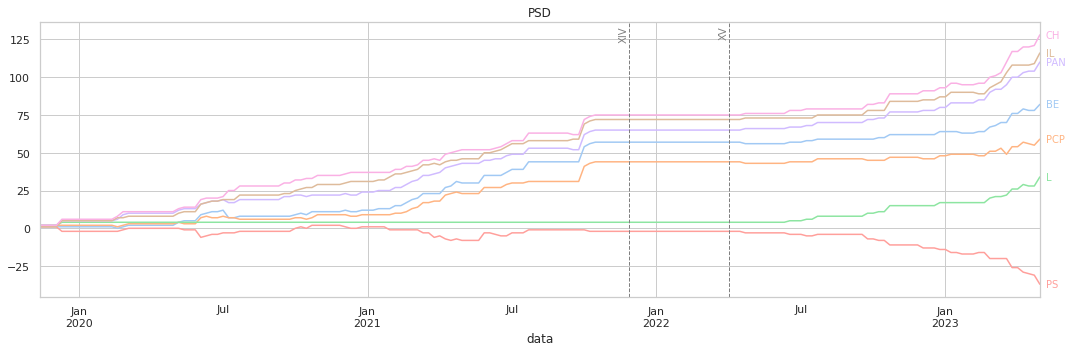 PSD
125
100
75
50
25
0
−25
XIV
XV
CH
IL
PAN
BE
PCP
L
PS
Jan
2020
Jul
Jan
2021
Jul
Jan
2022
Jul
Jan
2023
data